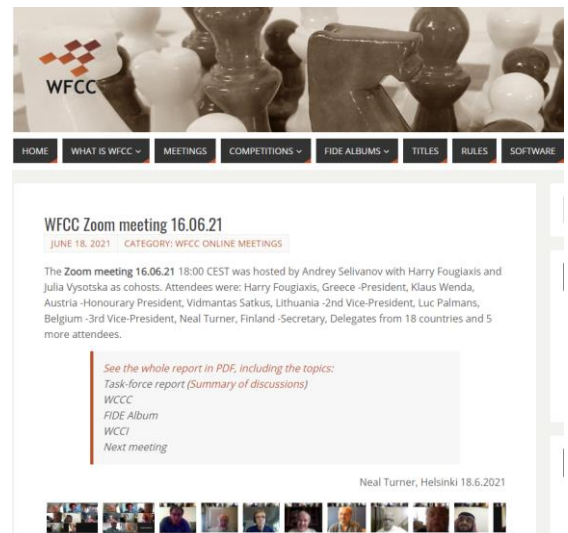 WFCC
HOME
WHAT IS WFCC
MEETINGS
COMPETITIONS
FIDE ALBUMS
TITLES
RULES
SOFTWARE
WFCC Zoom meeting 16.06.21
JUNE 18, 2021
CATEGORY: WFCC ONLINE MEETINGS
The Zoom meeting 16.06.21 18:00 CEST was hosted by Andrey Selivanov with Harry Fougiaxis and
Julia Vysotska as cohosts. Attendees were: Harry Fougiaxis, Greece -President, Klaus Wenda,
Austria -Honourary President, Vidmantas Satkus, Lithuania -2nd Vice-President, Luc Palmans,
Belgium -3rd Vice-President, Neal Turner, Finland -Secretary, Delegates from 18 countries and 5
more attendees.
See the whole report in PDF, including the topics:
Task-force report (Summary of discussions)
WCCC
FIDE Album
WCCI
Next meeting
Neal Turner, Helsinki 18.6.2021